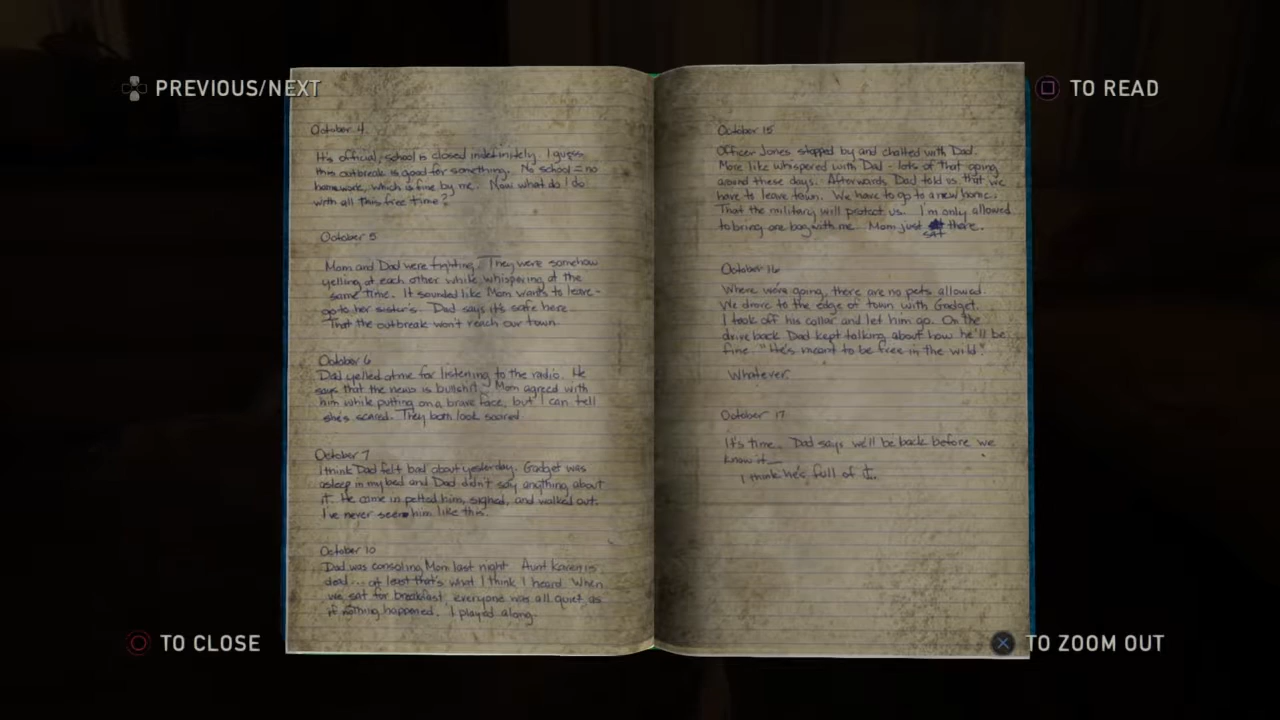 PREVIOUS/NEXT
TO READ
October 4
It's official, school is closed indefinitely. I guess
this outbreak is good for something. No school = no
homework, which is fine by me. Now what do I do
with all this free time?
October 5
Mom and Dad were fighting. They were somehow
yelling at each other while whispering at the
same time. It sounded like Mom wants to leave -
go to her sister's. Dad says it's safe here.
That the outbreak won't reach our town.
October 6
Dad yelled at me for listening to the radio. He
says that the news is bullshit. Mom agreed with
him while putting on a brave face, but I can tell
she's scared. They both look scared.
October 7
I think Dad felt bad about yesterday. Gadget was
asleep in my bed and Dad didn't say anything about
it. He came in petted him, sighed, and walked out.
I've never seen him like this.
October 10
Dad was consoling Mom last night. Aunt Karen is
dead... at least that's what I think I heard. When
we sat for breakfast, everyone was all quiet, as
if nothing happened. I played along.
October 15
Officer Jones stopped by and chatted with Dad.
More like whispered with Dad - lots of that going
around these days. Afterwards, Dad told us that we
have to leave town. We have to go to a new home.
That the military will protect us. I'm only allowed
to bring one bag with me. Mom just sat there.
October 16
Where we're going, there are no pets allowed.
We drove to the edge of town with Gadget.
I took off his collar and let him go. On the
drive back Dad kept talking about how he'll be
fine. "He's meant to be free in the wild."
Whatever.
October 17
It's time. Dad says we'll be back before we
know it
I think he's full of it.
TO CLOSE
TO ZOOM OUT